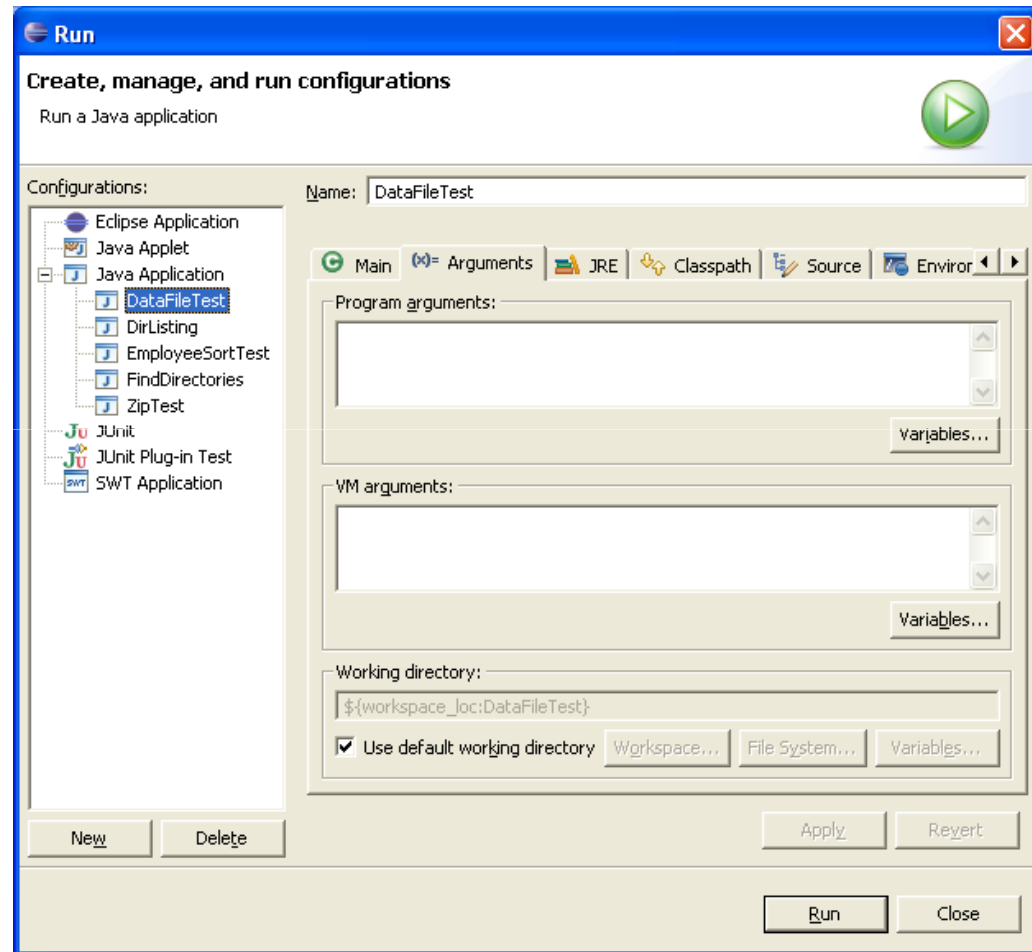 Run
Create, manage, and run configurations
Run a Java application
Configurations:
Eclipse Application
Java Applet
Java Application
DataFileTest
DirListing
EmployeeSortTest
FindDirectories
ZipTest
JUnit
JUnit Plug-in Test
SWT Application
New
Delete
Name: DataFileTest
Main (x)= Arguments JRE Classpath Source Enviror
Program arguments:
Variables...
VM arguments:
Variables...
Working directory:
${workspace_loc:DataFileTest}
Use default working directory Workspace... File System... Variables...
Apply Revert
Run Close